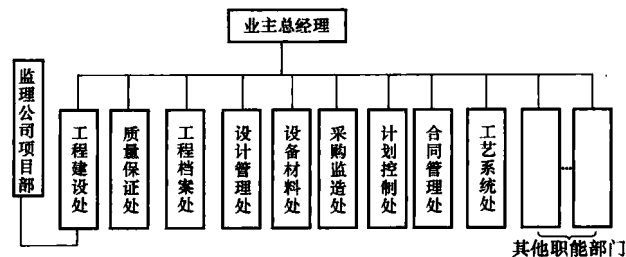 业主总经理
监理公司项目部
工程建设处
质量保证处
工程档案处
设计管理处
设备材料处
采购监造处
计划控制处
合同管理处
工艺系统处
其他职能部门